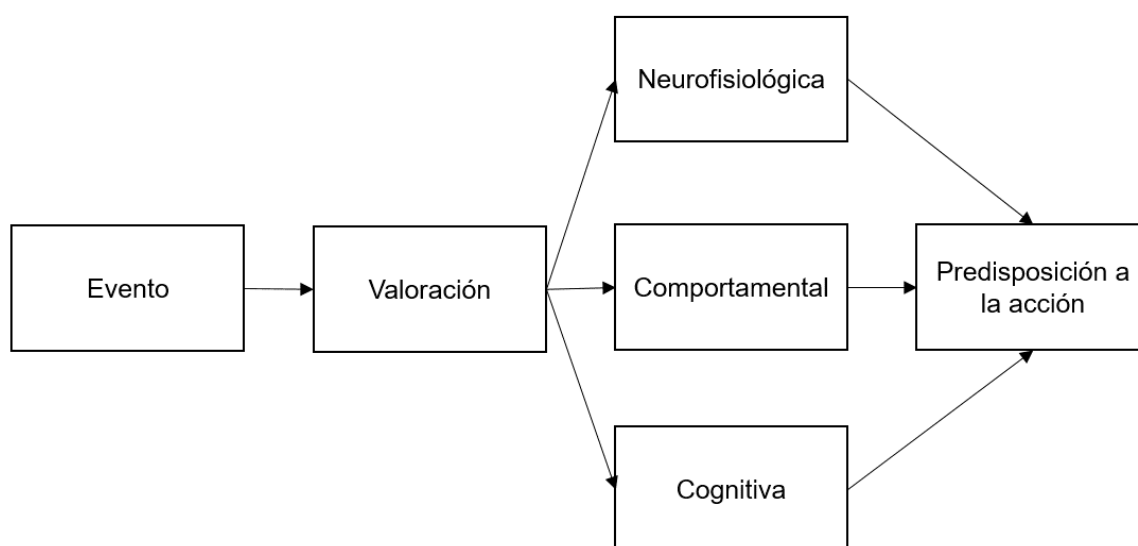 Neurofisiológica
Evento
Valoración
Comportamental
Predisposición a
la acción
Cognitiva